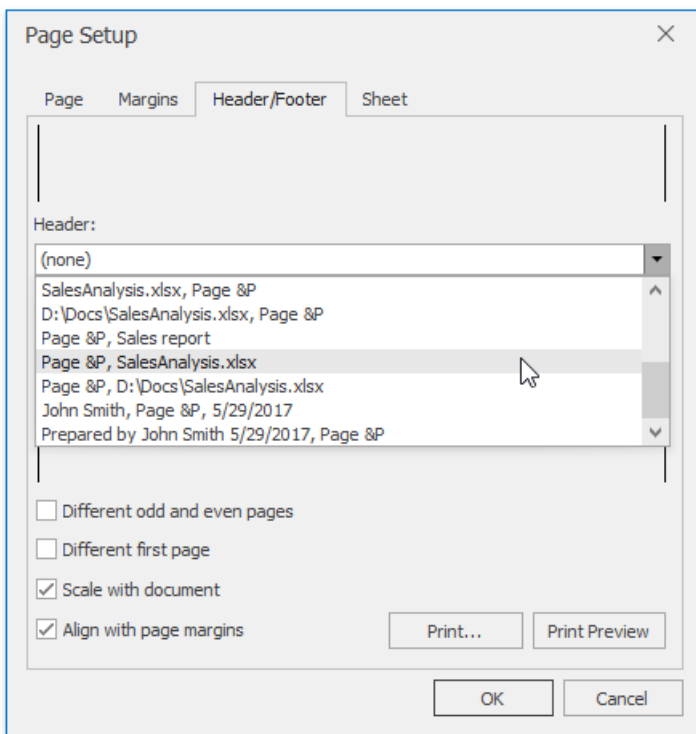 Page Setup
Page Margins Header/Footer Sheet
Header:
(none)
SalesAnalysis.xlsx, Page &P
D:\Docs\SalesAnalysis.xlsx, Page &P
Page &P, Sales report
Page &P, SalesAnalysis.xlsx
Page &P, D:\Docs\SalesAnalysis.xlsx
John Smith, Page &P, 5/29/2017
Prepared by John Smith 5/29/2017, Page &P
Different odd and even pages
Different first page
Scale with document
Align with page margins Print... Print Preview
OK Cancel